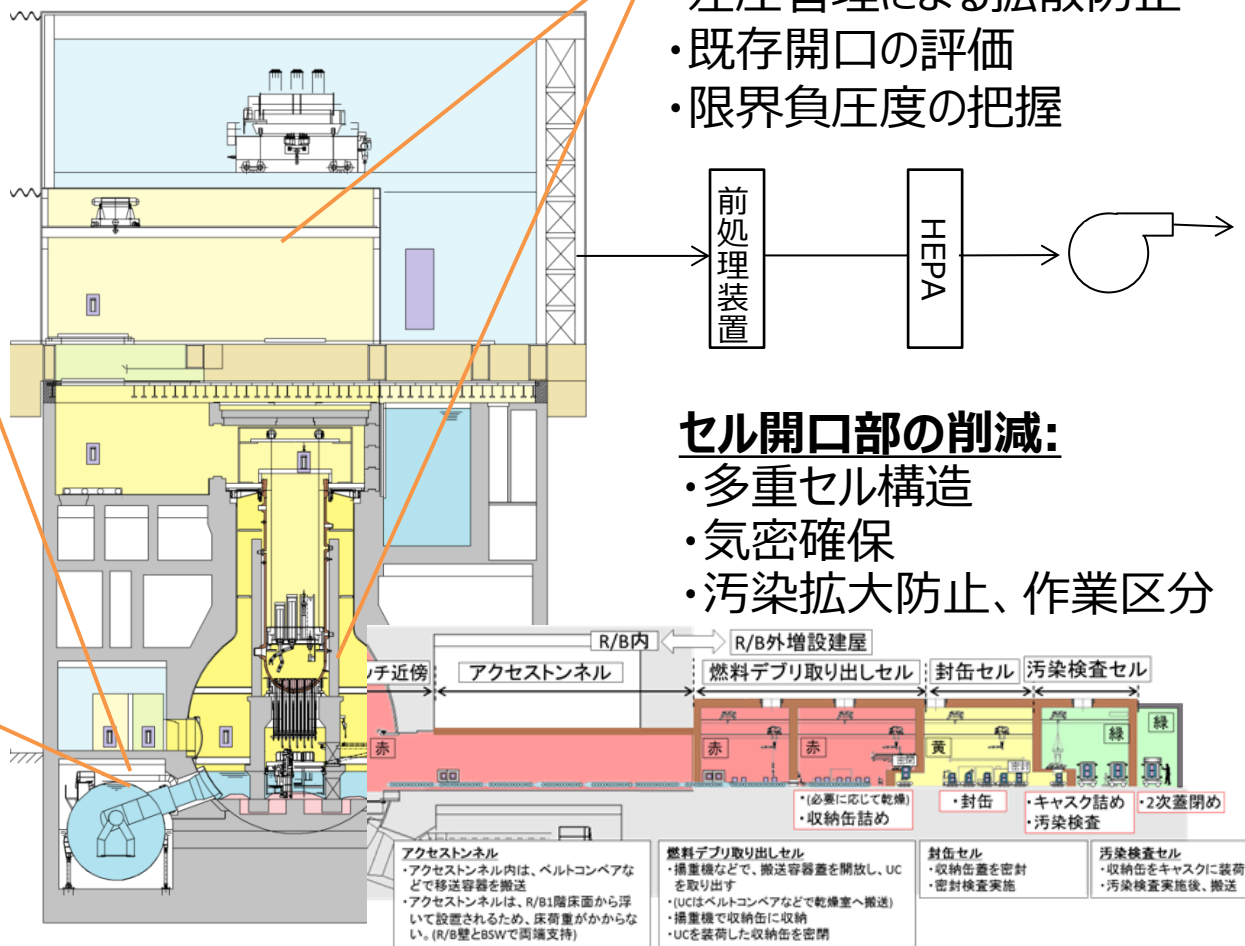 ・既存開口の評価
・限界負圧度の把握
前処理装置
HEPA
セル開口部の削減:
・多重セル構造
・気密確保
・汚染拡大防止、作業区分
R/B内
R/B外増設建屋
ッチ近傍
アクセストンネル
燃料デブリ取り出しセル
封缶セル
汚染検査セル
赤
赤
赤
黄
緑
緑
・(必要に応じて乾燥)
・収納缶詰め
・封缶
・キャスク詰め
・汚染検査
・2次蓋閉め
アクセストンネル
・アクセストンネル内は、ベルトコンベアな
どで移送容器を搬送
・アクセストンネルは、R/B1階床面から浮
いて設置されるため、床荷重がかからな
い。(R/B壁とBSWで両端支持)
燃料デブリ取り出しセル
・揚重機などで、搬送容器蓋を開放し、UC
を取り出す
・(UCはベルトコンベアなどで乾燥室へ搬送)
・揚重機で収納缶に収納
・UCを装荷した収納缶を密閉
封缶セル
・収納缶蓋を密封
・密封検査実施
汚染検査セル
・収納缶をキャスクに装荷
・汚染検査実施後、搬送